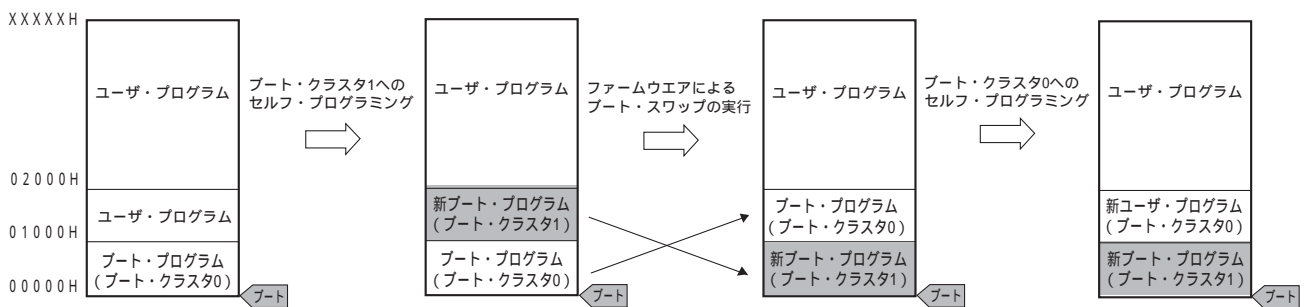 XXXXXH
ユーザ・プログラム
02000H
ユーザ・プログラム
01000H
ブート・プログラム
(ブート・クラスタ0)
00000H
ブート
ブート・クラスタ1への
セルフ・プログラミング
ユーザ・プログラム
新ブート・プログラム
(ブート・クラスタ1)
ブート・プログラム
(ブート・クラスタ0)
ブート
ファームウエアによる
ブート・スワップの実行
ユーザ・プログラム
ブート・プログラム
(ブート・クラスタ0)
新ブート・プログラム
(ブート・クラスタ1)
ブート
ブート・クラスタ0への
セルフ・プログラミング
ユーザ・プログラム
新ユーザ・プログラム
(ブート・クラスタ0)
新ブート・プログラム
(ブート・クラスタ1)
ブート